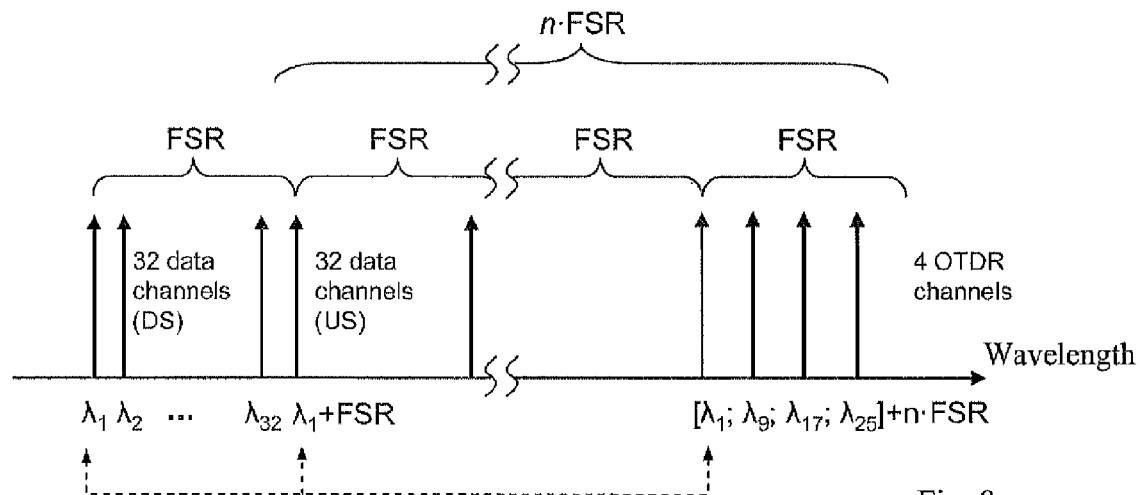 n·FSR
FSR FSR FSR FSR
32 data
channels
(DS)
32 data
channels
(US)
4 OTDR
channels
Wavelength
λ1 λ2 ... λ32 λ1+FSR [λ1; λ9; λ17; λ25]+n·FSR